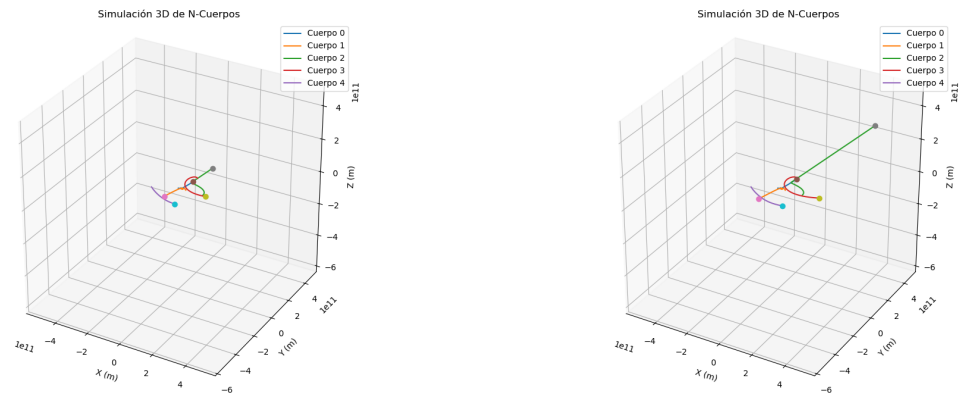 Simulación 3D de N-Cuerpos
Cuerpo 0
Cuerpo 1
Cuerpo 2
Cuerpo 3
Cuerpo 4
1e11
4
2
0
−2
−4
−6
Z (m)
1e11
−4
−2
0
2
4
X (m)
−6
−4
−2
0
2
4
1e11
Y (m)
Simulación 3D de N-Cuerpos
Cuerpo 0
Cuerpo 1
Cuerpo 2
Cuerpo 3
Cuerpo 4
1e11
4
2
0
−2
−4
−6
Z (m)
1e11
−4
−2
0
2
4
X (m)
−6
−4
−2
0
2
4
1e11
Y (m)